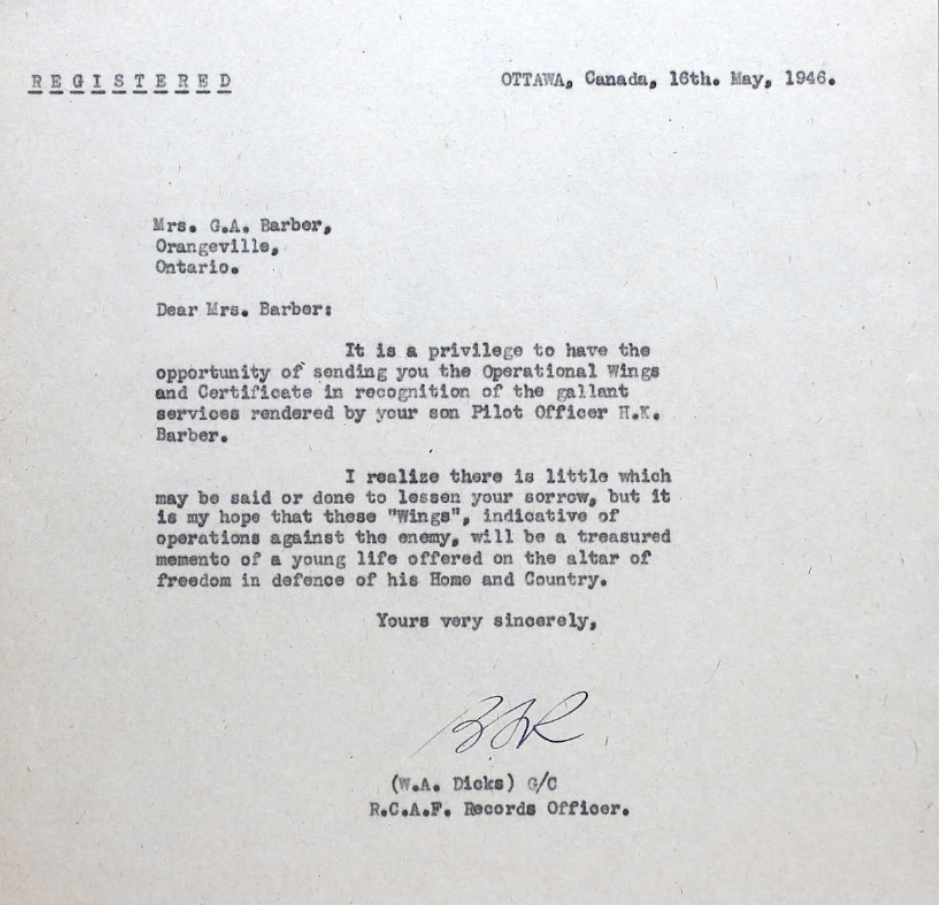 REGISTERED
OTTAWA, Canada, 16th. May, 1946.
Mrs. G.A. Barber,
Orangeville,
Ontario.
Dear Mrs. Barber:
It is a privilege to have the
opportunity of sending you the Operational Wings
and Certificate in recognition of the gallant
services rendered by your son Pilot Officer H.K.
Barber.
I realize there is little which
may be said or done to lessen your sorrow, but it
is my hope that these "Wings", indicative of
operations against the enemy, will be a treasured
memento of a young life offered on the altar of
freedom in defence of his Home and Country.
Yours very sincerely,
(W.A. Dicks) G/C
R.C.A.F. Records Officer.